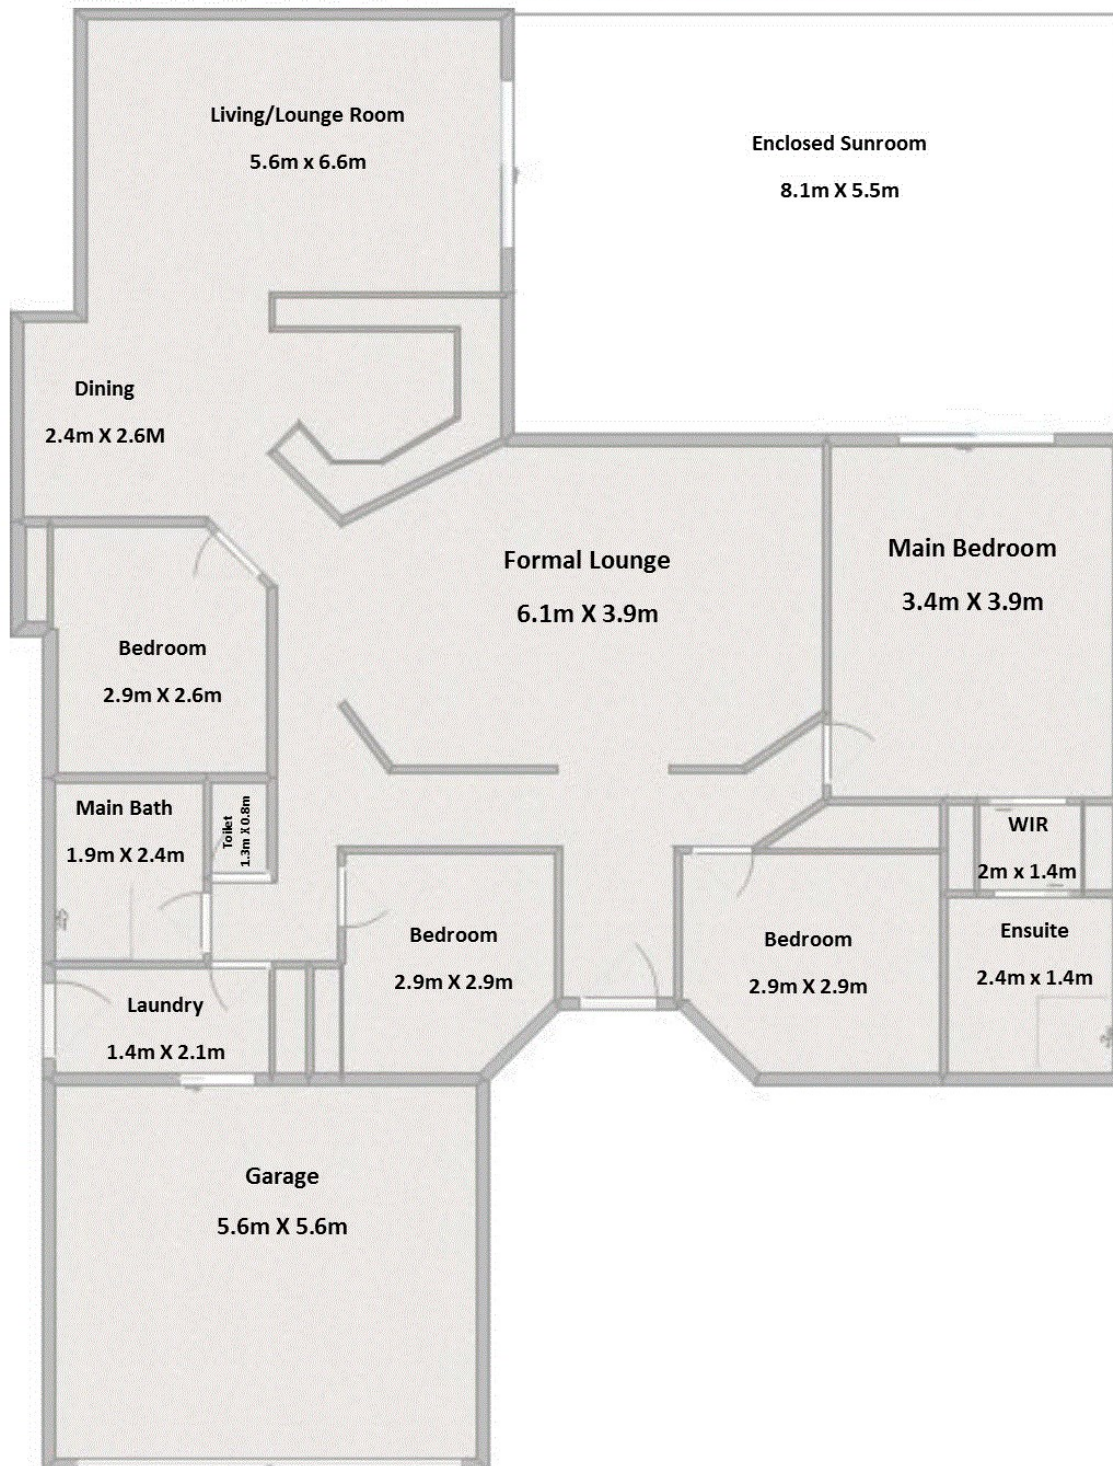 Living/Lounge Room
5.6m x 6.6m
Enclosed Sunroom
8.1m X 5.5m
Dining
2.4m X 2.6M
Formal Lounge
6.1m X 3.9m
Main Bedroom
3.4m X 3.9m
Bedroom
2.9m X 2.6m
Main Bath
1.9m X 2.4m
Toilet
1.3m X 0.8m
WIR
2m x 1.4m
Bedroom
2.9m X 2.9m
Bedroom
2.9m X 2.9m
Ensuite
2.4m x 1.4m
Laundry
1.4m X 2.1m
Garage
5.6m X 5.6m